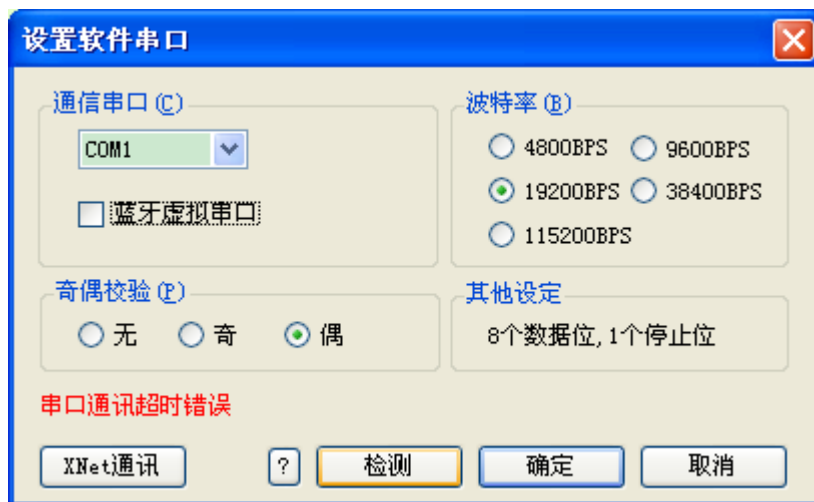 设置软件串口
通信串口(C)
COM1
蓝牙虚拟串口
波特率(B)
4800BPS 9600BPS
19200BPS 38400BPS
115200BPS
奇偶校验(P)
无 奇 偶
其他设定
8个数据位,1个停止位
串口通讯超时错误
XNet通讯 ? 检测 确定 取消